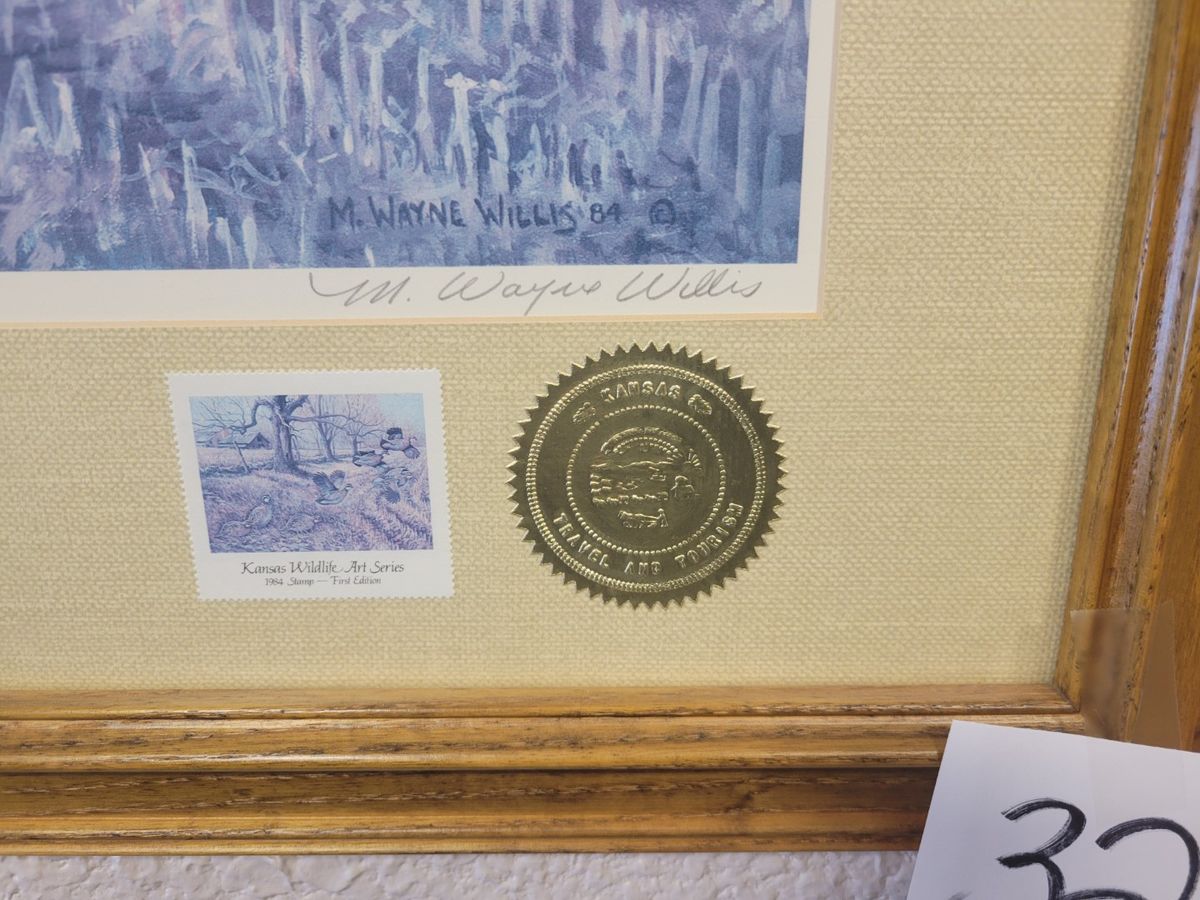 M. WAYNE WILLIS 84 ©
M. Wayne Willis
KANSAS
TRAVEL AND TOURISM
Kansas Wildlife Art Series
1984 Stamp — First Edition
32